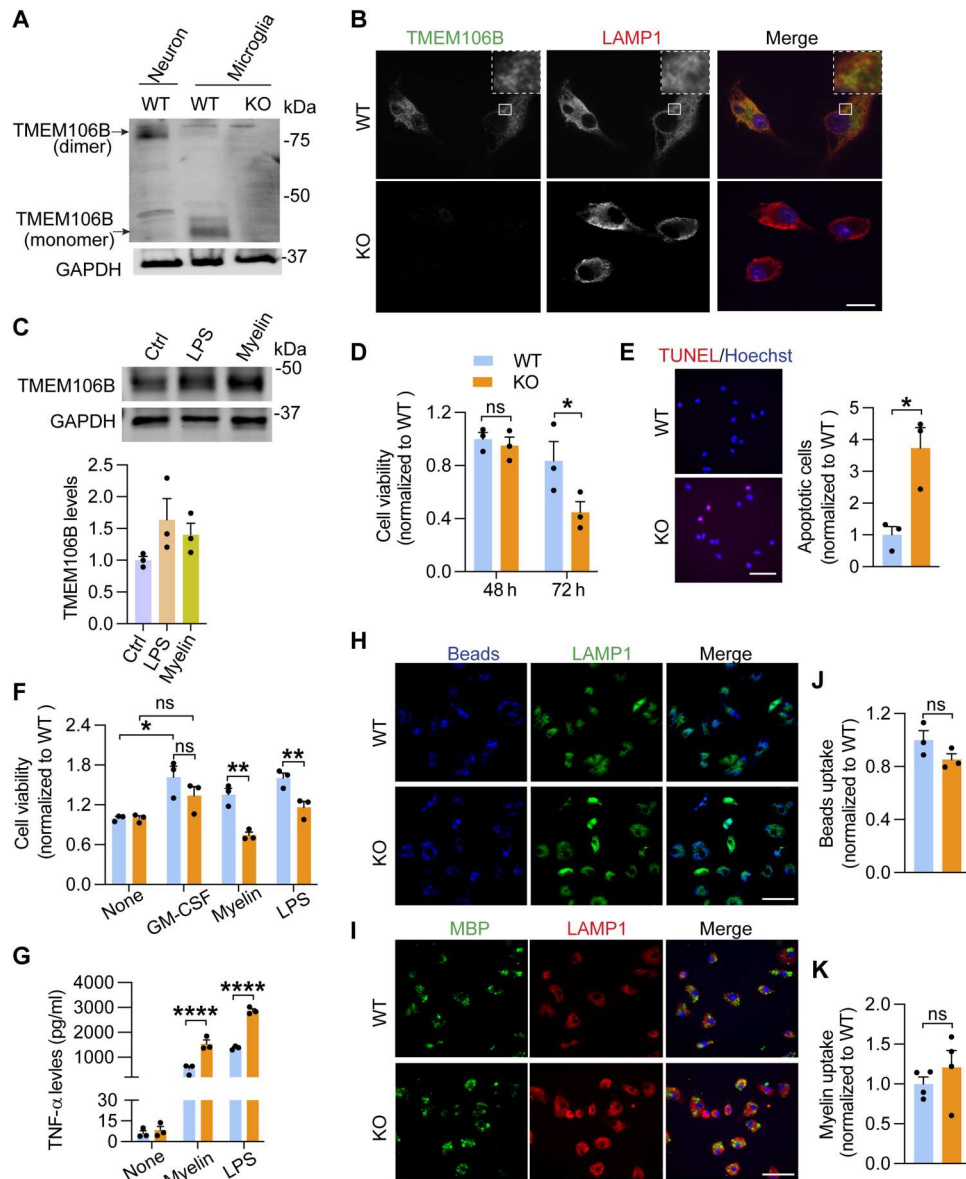 A
Neuron
Microglia
WT WT KO kDa
TMEM106B
(dimer)
-75
-50
TMEM106B
(monomer)
-37
GAPDH
B
TMEM106B LAMP1 Merge
WT
KO
C
Ctrl LPS Myelin kDa
-50
TMEM106B
-37
GAPDH
TMEM106B levels
2.5
2.0
1.5
1.0
0.5
0.0
Ctrl LPS Myelin
D
WT
KO
Cell viability
(normalized to WT )
1.2
0.8
0.4
0.0
ns *
48 h 72 h
E
TUNEL/Hoechst
WT
KO
Apoptotic cells
(normalized to WT )
5
4
3
2
1
0
*
F
Cell viability
(normalized to WT )
2.4
1.8
1.2
0.6
0.0
ns
*
ns
** **
None GM-CSF Myelin LPS
G
TNF-α levles (pg/ml)
4000
3000
2000
1000
30
15
0
****
****
None Myelin LPS
H
Beads LAMP1 Merge
WT
KO
I
MBP LAMP1 Merge
WT
KO
J
Beads uptake
(normalized to WT)
1.2
0.8
0.4
0.0
ns
K
Myelin uptake
(normalized to WT)
2.0
1.5
1.0
0.5
0.0
ns